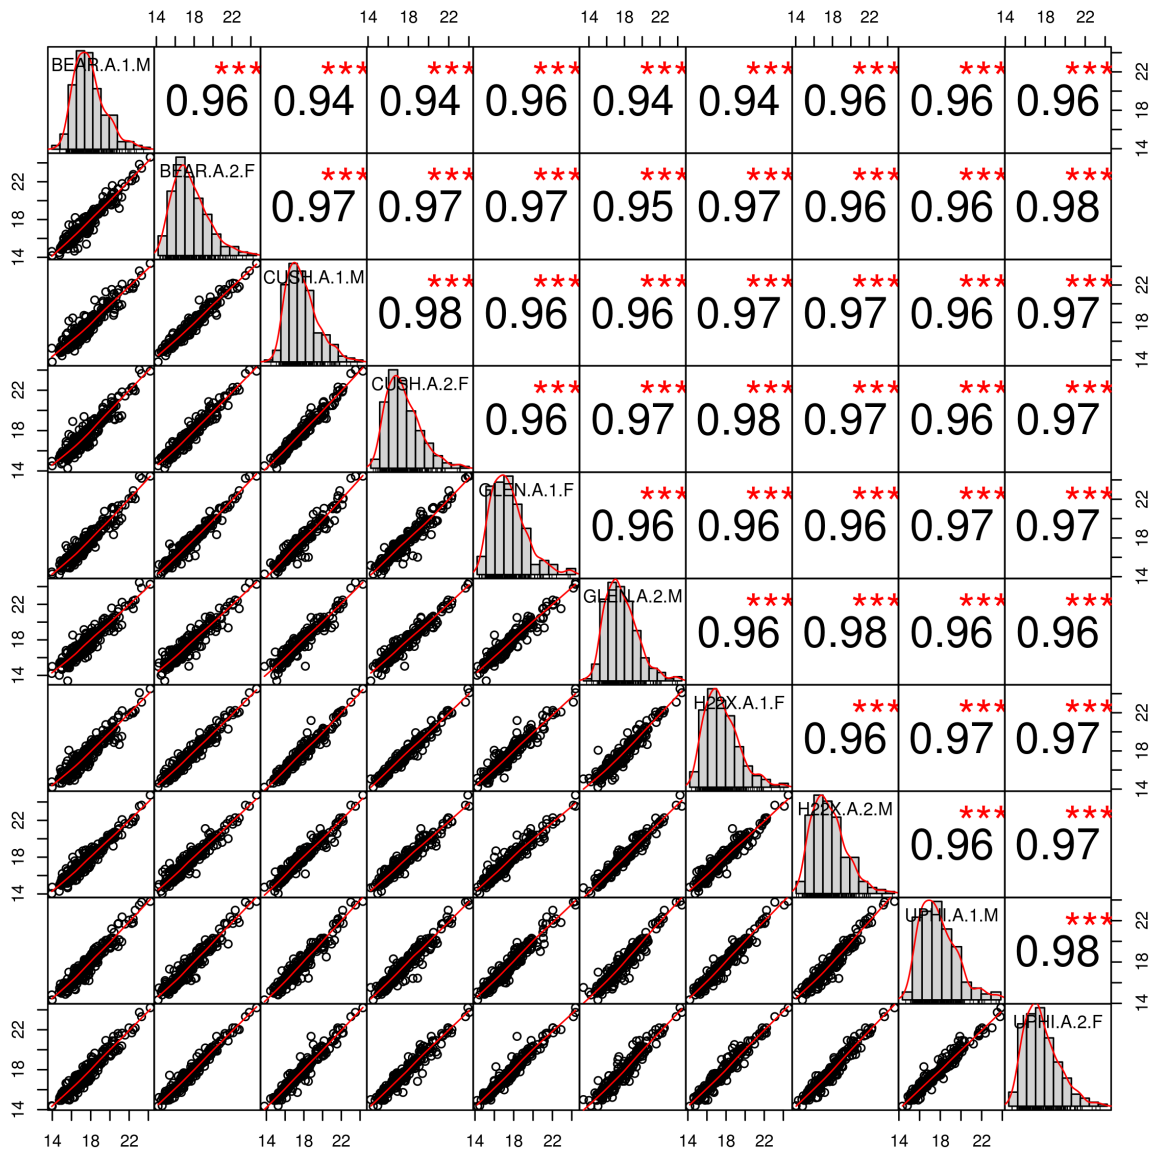 14 18 22 14 18 22 14 18 22 14 18 22 14 18 22
BEAR.A.1.M *** 0.96 *** 0.94 *** 0.94 *** 0.96 *** 0.94 *** 0.94 *** 0.96 *** 0.96 *** 0.96 14 18 22
14 18 22 BEAR.A.2.F *** 0.97 *** 0.97 *** 0.97 *** 0.95 *** 0.97 *** 0.96 *** 0.96 *** 0.98
CUSH.A.1.M *** 0.98 *** 0.96 *** 0.96 *** 0.97 *** 0.97 *** 0.96 *** 0.97 14 18 22
14 18 22 CUSH.A.2.F *** 0.96 *** 0.97 *** 0.98 *** 0.97 *** 0.96 *** 0.97
GLEN.A.1.F *** 0.96 *** 0.96 *** 0.96 *** 0.97 *** 0.97 14 18 22
14 18 22 GLEN.A.2.M *** 0.96 *** 0.98 *** 0.96 *** 0.96
H22X.A.1.F *** 0.96 *** 0.97 *** 0.97 14 18 22
14 18 22 H22X.A.2.M *** 0.96 *** 0.97
UPHI.A.1.M *** 0.98 14 18 22
14 18 22 UPHI.A.2.F
14 18 22 14 18 22 14 18 22 14 18 22 14 18 22